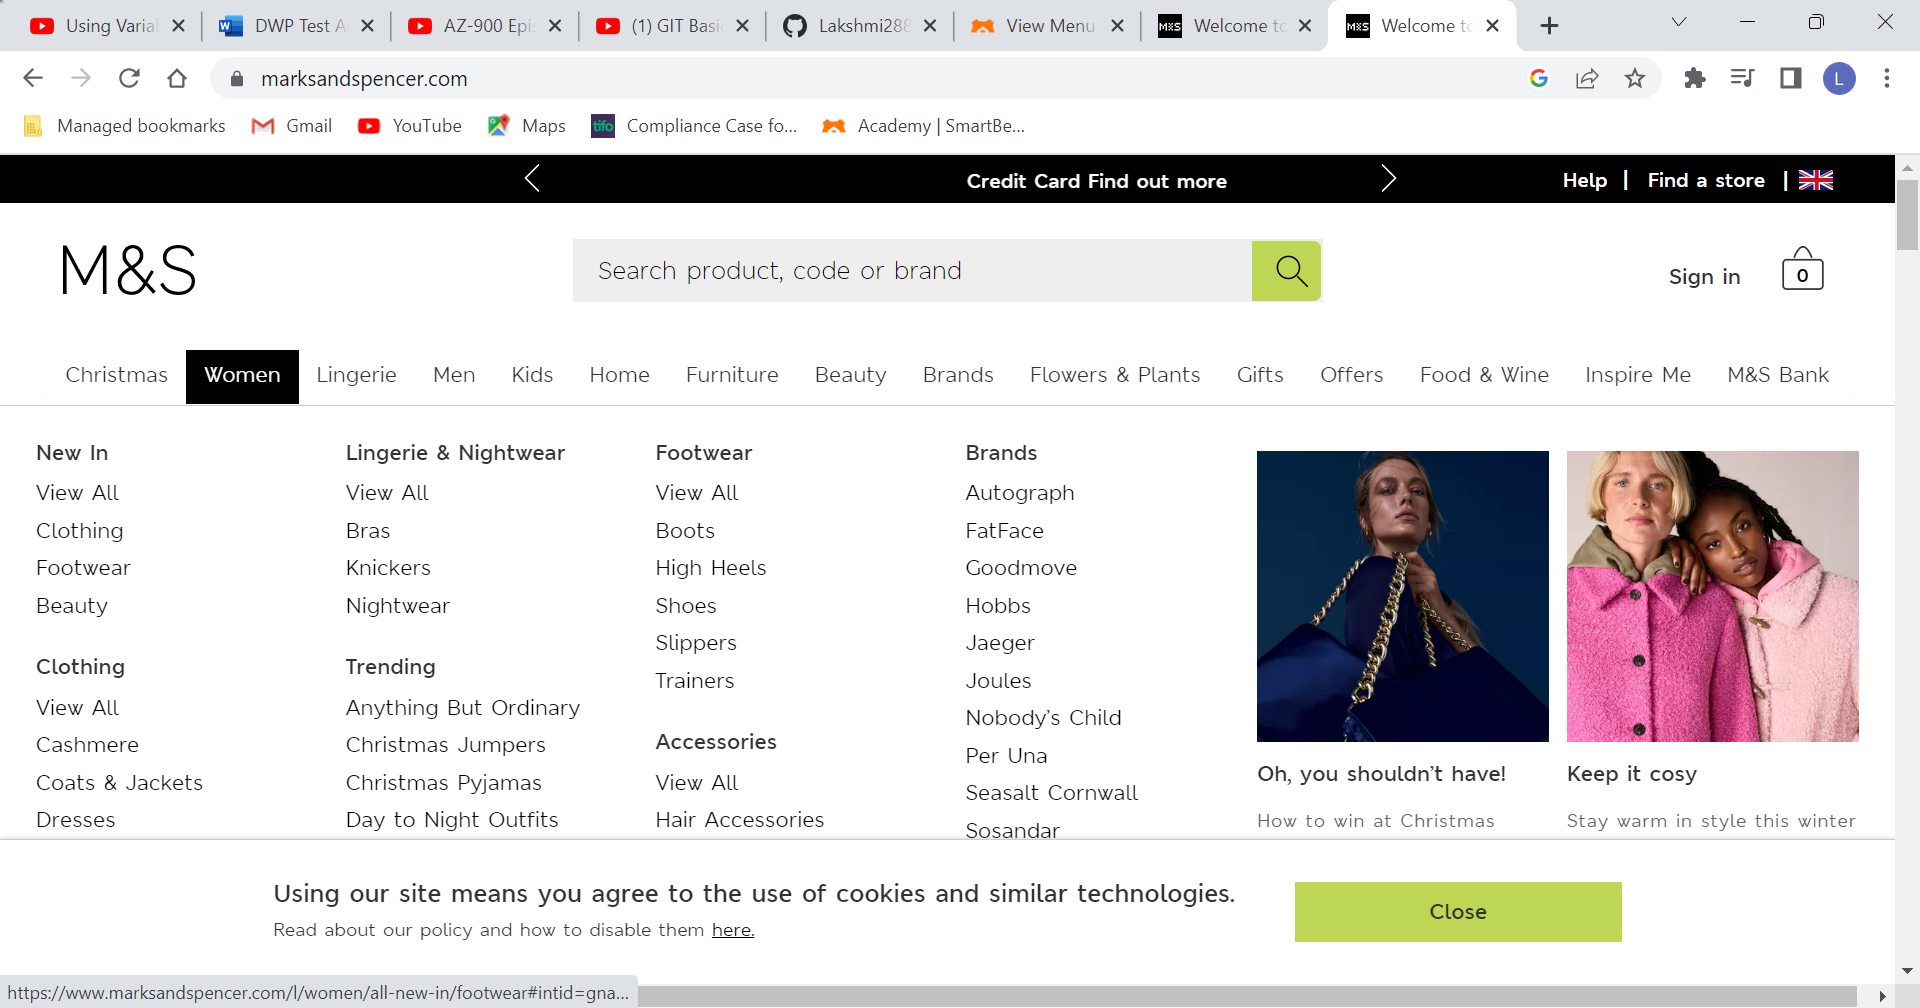 Using Varia
DWP Test A
AZ-900 Epi
(1) GIT Basi
Lakshmi288
View Menu
M&S Welcome to
M&S Welcome to
marksandspencer.com
L
Managed bookmarks
Gmail
YouTube
Maps
tifo Compliance Case fo...
Academy | SmartBe...
Credit Card Find out more
Help | Find a store |
M&S
Search product, code or brand
Sign in
0
Christmas Women Lingerie Men Kids Home Furniture Beauty Brands Flowers & Plants Gifts Offers Food & Wine Inspire Me M&S Bank
New In
View All
Clothing
Footwear
Beauty
Clothing
View All
Cashmere
Coats & Jackets
Dresses
Lingerie & Nightwear
View All
Bras
Knickers
Nightwear
Trending
Anything But Ordinary
Christmas Jumpers
Christmas Pyjamas
Day to Night Outfits
Footwear
View All
Boots
High Heels
Shoes
Slippers
Trainers
Accessories
View All
Hair Accessories
Brands
Autograph
FatFace
Goodmove
Hobbs
Jaeger
Joules
Nobody's Child
Per Una
Seasalt Cornwall
Sosandar
Oh, you shouldn't have!
How to win at Christmas
Keep it cosy
Stay warm in style this winter
Using our site means you agree to the use of cookies and similar technologies.
Read about our policy and how to disable them here.
Close
https://www.marksandspencer.com/l/women/all-new-in/footwear#intid=gna...